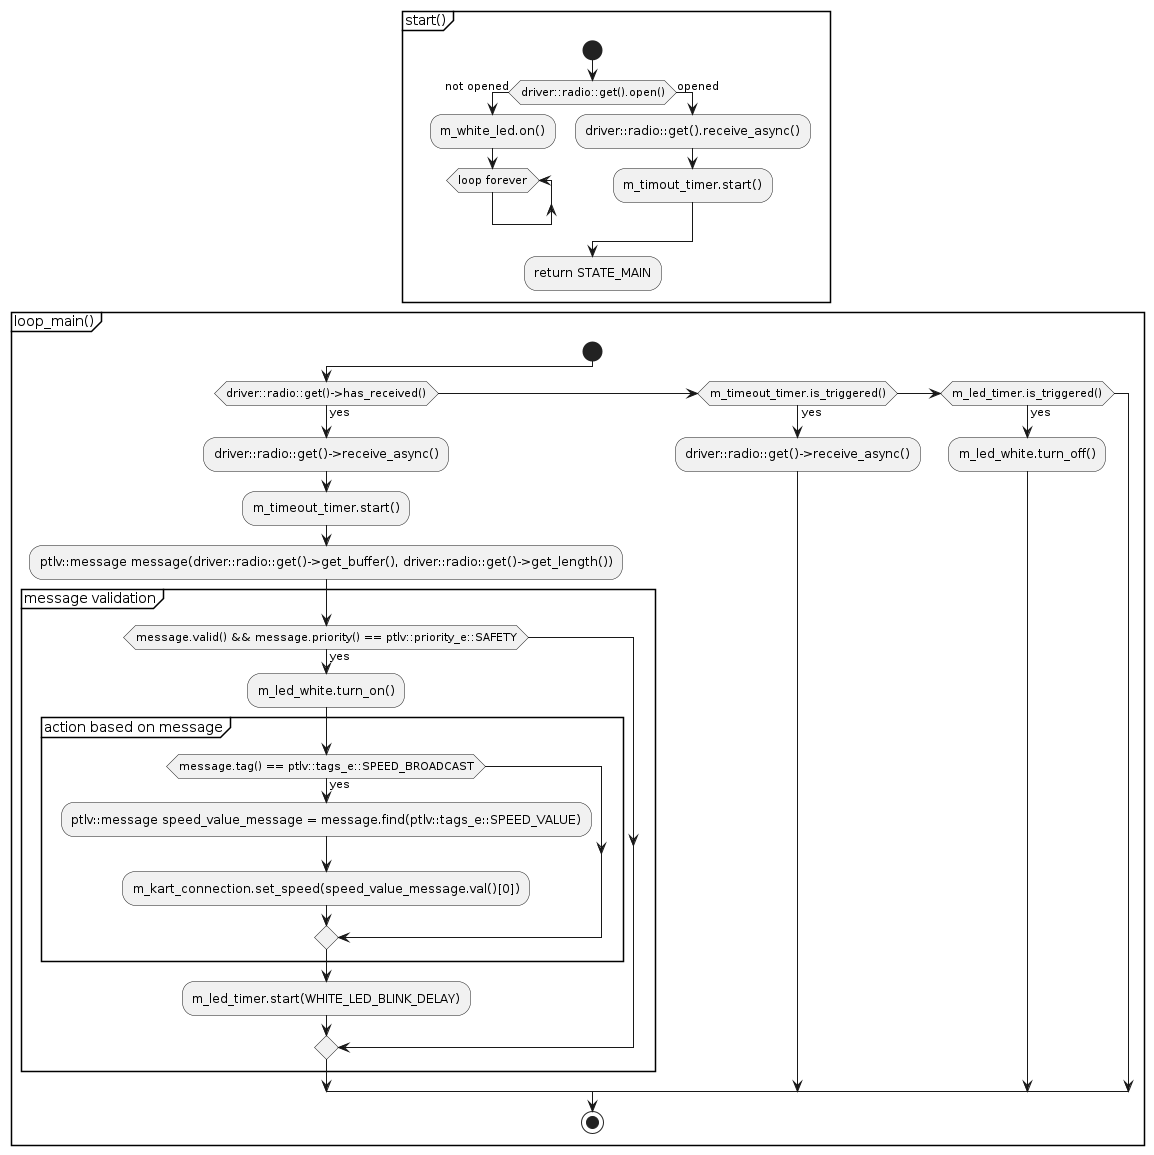 start()
not opened
driver::radio::get().open()
opened
m_white_led.on()
driver::radio::get().receive_async()
loop forever
m_timout_timer.start()
return STATE_MAIN
loop_main()
driver::radio::get()->has_received()
m_timeout_timer.is_triggered()
m_led_timer.is_triggered()
yes
yes
yes
driver::radio::get()->receive_async()
driver::radio::get()->receive_async()
m_led_white.turn_off()
m_timeout_timer.start()
ptlv::message message(driver::radio::get()->get_buffer(), driver::radio::get()->get_length())
message validation
message.valid() && message.priority() == ptlv::priority_e::SAFETY
yes
m_led_white.turn_on()
action based on message
message.tag() == ptlv::tags_e::SPEED_BROADCAST
yes
ptlv::message speed_value_message = message.find(ptlv::tags_e::SPEED_VALUE)
m_kart_connection.set_speed(speed_value_message.val()[0])
m_led_timer.start(WHITE_LED_BLINK_DELAY)